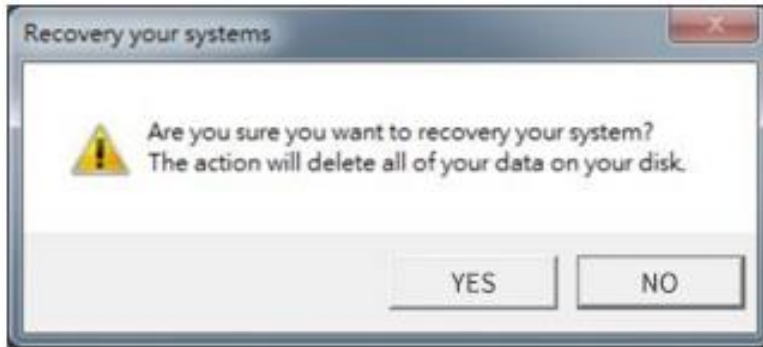 Recovery your systems
Are you sure you want to recovery your system?
The action will delete all of your data on your disk.
YES
NO